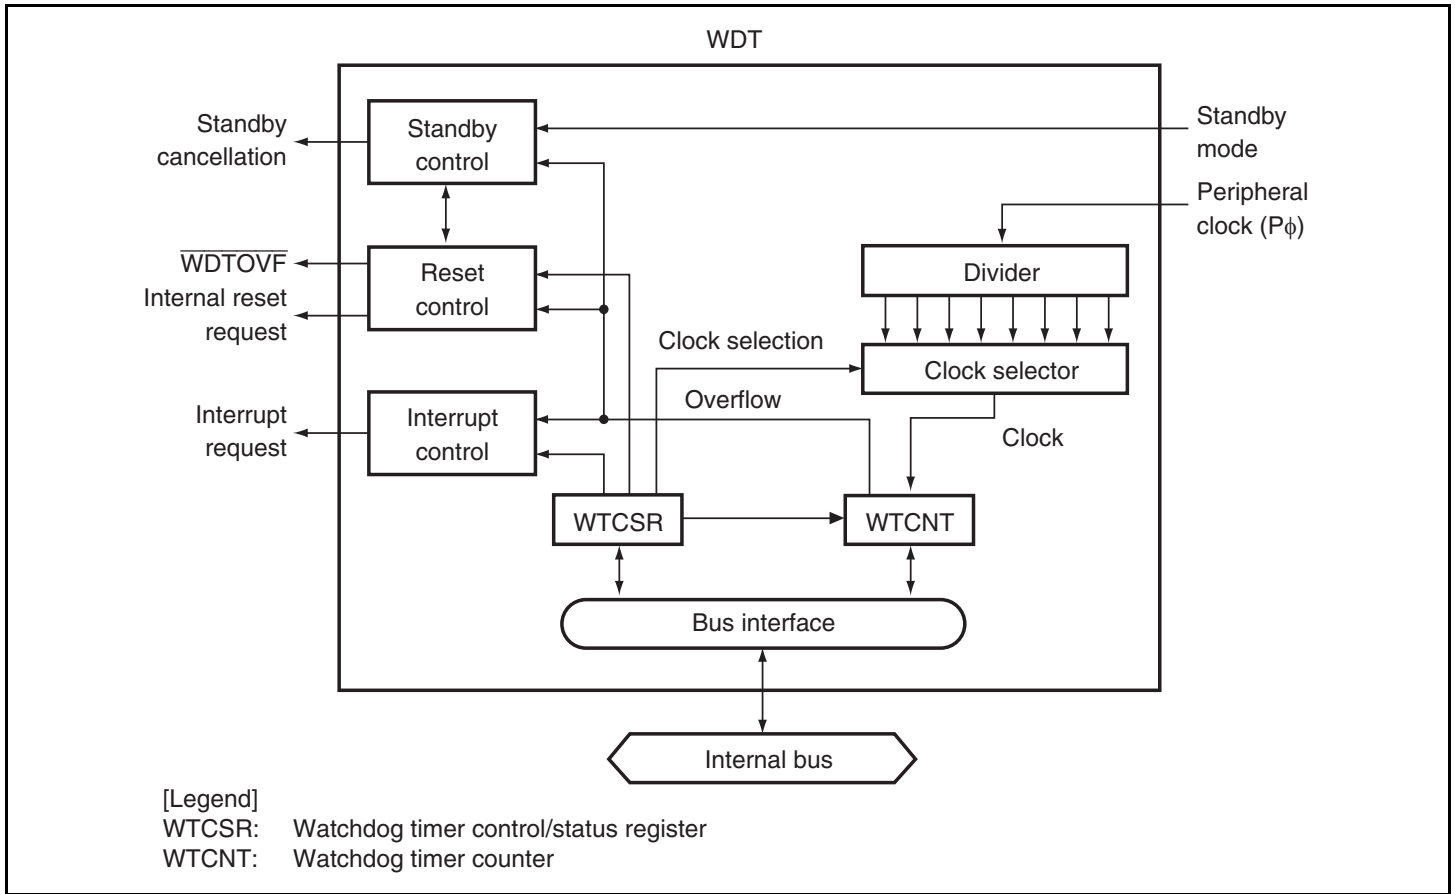 WDT
Standby
cancellation
Standby
control
Standby
mode
Peripheral
clock (Pϕ)
WDTOVF
Internal reset
request
Reset
control
Divider
Clock selection
Clock selector
Interrupt
request
Interrupt
control
Overflow
Clock
WTCSR
WTCNT
Bus interface
Internal bus
[Legend]
WTCSR: Watchdog timer control/status register
WTCNT: Watchdog timer counter